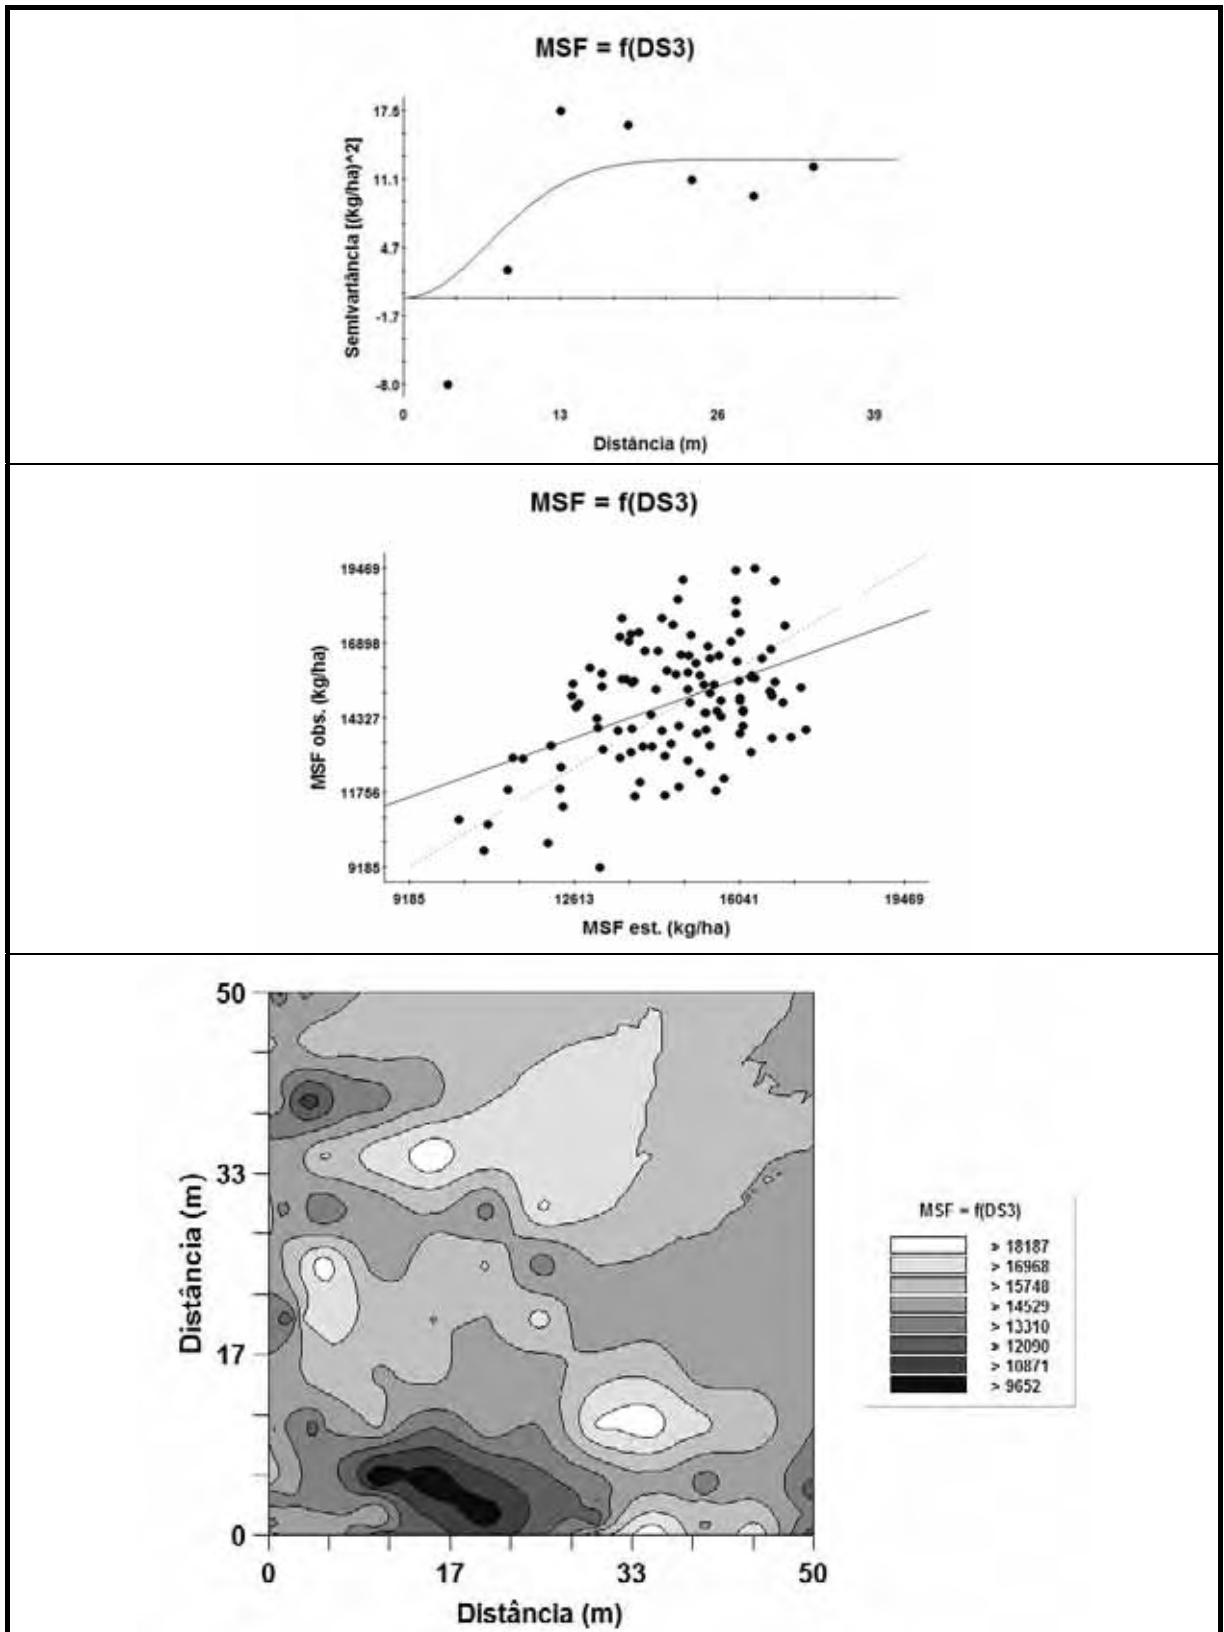 MSF = f(DS3)
Semivariância [(kg/ha)^2]
17.5
11.1
4.7
-1.7
-8.0
0 13 26 39
Distância (m)
MSF = f(DS3)
MSF obs. (kg/ha)
19469
16898
14327
11756
9185
9185 12613 16041 19469
MSF est. (kg/ha)
Distância (m)
50
33
17
0
0 17 33 50
Distância (m)
MSF = f(DS3)
> 18187
> 16968
> 15748
> 14529
> 13310
> 12090
> 10871
> 9652